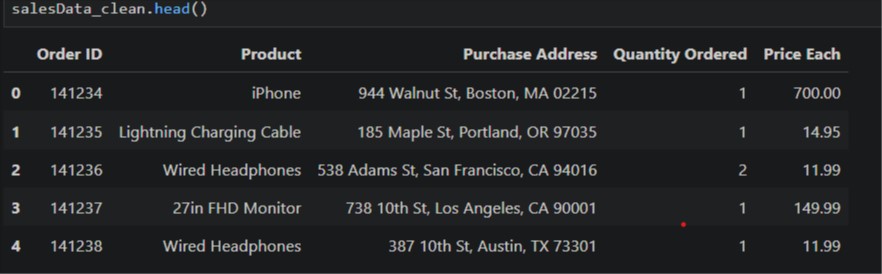 salesData_clean.head()
Order ID Product Purchase Address Quantity Ordered Price Each
0 141234 iPhone 944 Walnut St, Boston, MA 02215 1 700.00
1 141235 Lightning Charging Cable 185 Maple St, Portland, OR 97035 1 14.95
2 141236 Wired Headphones 538 Adams St, San Francisco, CA 94016 2 11.99
3 141237 27in FHD Monitor 738 10th St, Los Angeles, CA 90001 1 149.99
4 141238 Wired Headphones 387 10th St, Austin, TX 73301 1 11.99